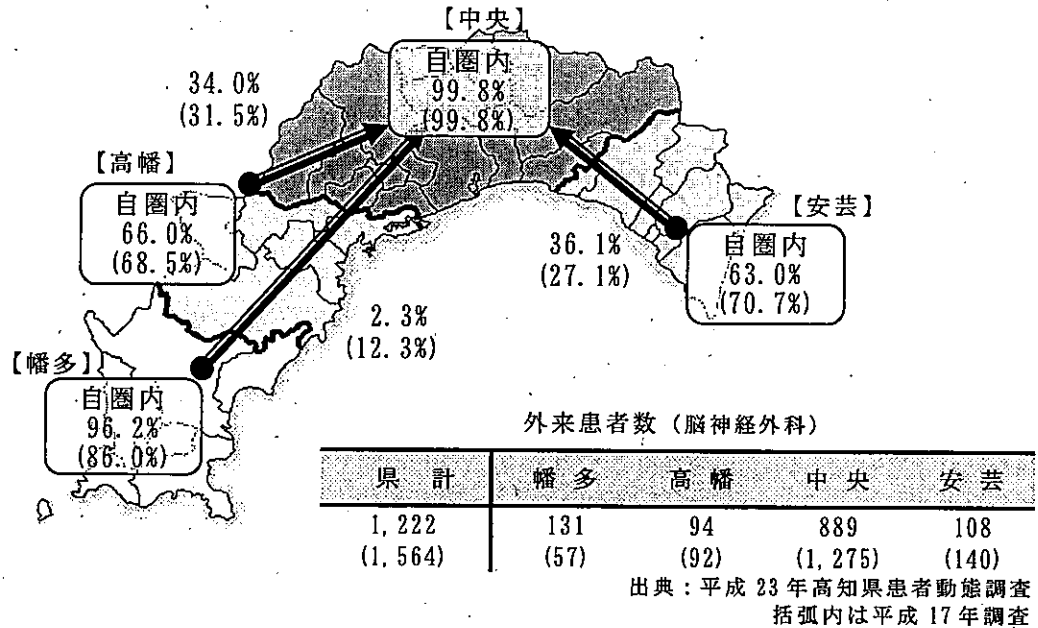 【中央】
自圏内
99.8%
(99.8%)
34.0%
(31.5%)
【高幡】
自圏内
66.0%
(68.5%)
【安芸】
自圏内
63.0%
(70.7%)
36.1%
(27.1%)
2.3%
(12.3%)
【幡多】
自圏内
96.2%
(86.0%)
外来患者数（脳神経外科）
県計 幡多 高幡 中央 安芸
1,222 131 94 889 108
(1,564) (57) (92) (1,275) (140)
出典：平成23年高知県患者動態調査
括弧内は平成17年調査